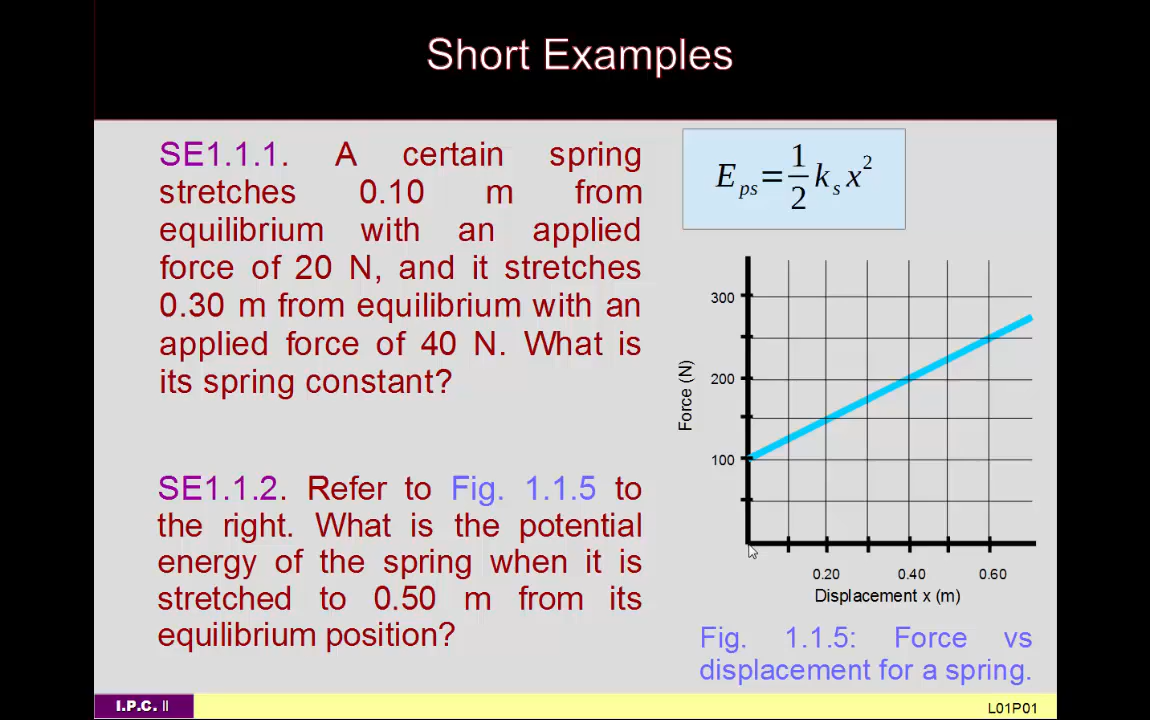 Short Examples
SE1.1.1. A certain spring
stretches 0.10 m from
equilibrium with an applied
force of 20 N, and it stretches
0.30 m from equilibrium with an
applied force of 40 N. What is
its spring constant?
SE1.1.2. Refer to Fig. 1.1.5 to
the right. What is the potential
energy of the spring when it is
stretched to 0.50 m from its
equilibrium position?
E_ps = 1/2 k_s x²
300
200
100
Force (N)
0.20 0.40 0.60
Displacement x (m)
Fig. 1.1.5: Force vs
displacement for a spring.
I.P.C. II
L01P01